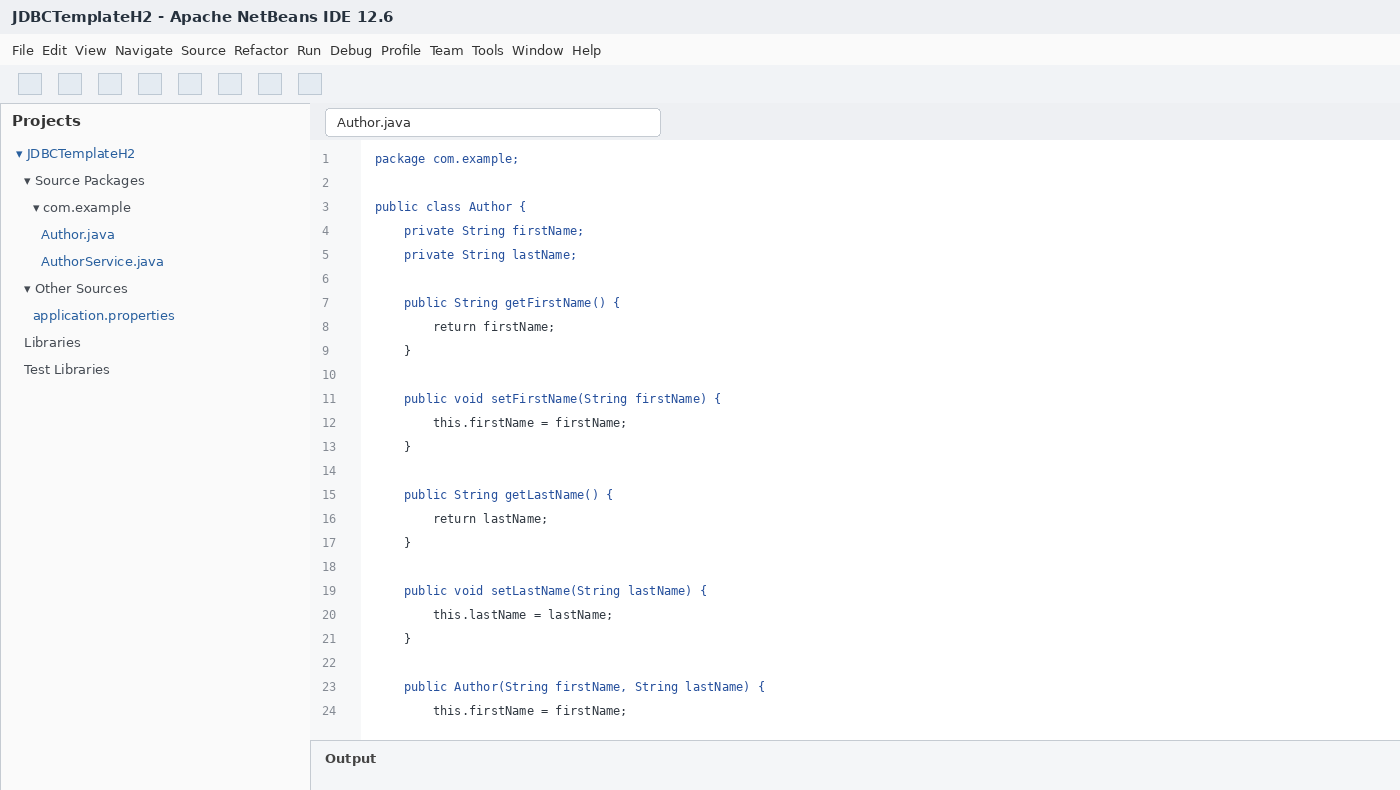 JDBCTemplateH2 - Apache NetBeans IDE 12.6
File Edit View Navigate Source Refactor Run Debug Profile Team Tools Window Help
Projects
▾ JDBCTemplateH2
▾ Source Packages
▾ com.example
Author.java
AuthorService.java
▾ Other Sources
application.properties
Libraries
Test Libraries
Author.java
1 package com.example;
2
3 public class Author {
4     private String firstName;
5     private String lastName;
6
7     public String getFirstName() {
8         return firstName;
9     }
10
11     public void setFirstName(String firstName) {
12         this.firstName = firstName;
13     }
14
15     public String getLastName() {
16         return lastName;
17     }
18
19     public void setLastName(String lastName) {
20         this.lastName = lastName;
21     }
22
23     public Author(String firstName, String lastName) {
24         this.firstName = firstName;
Output